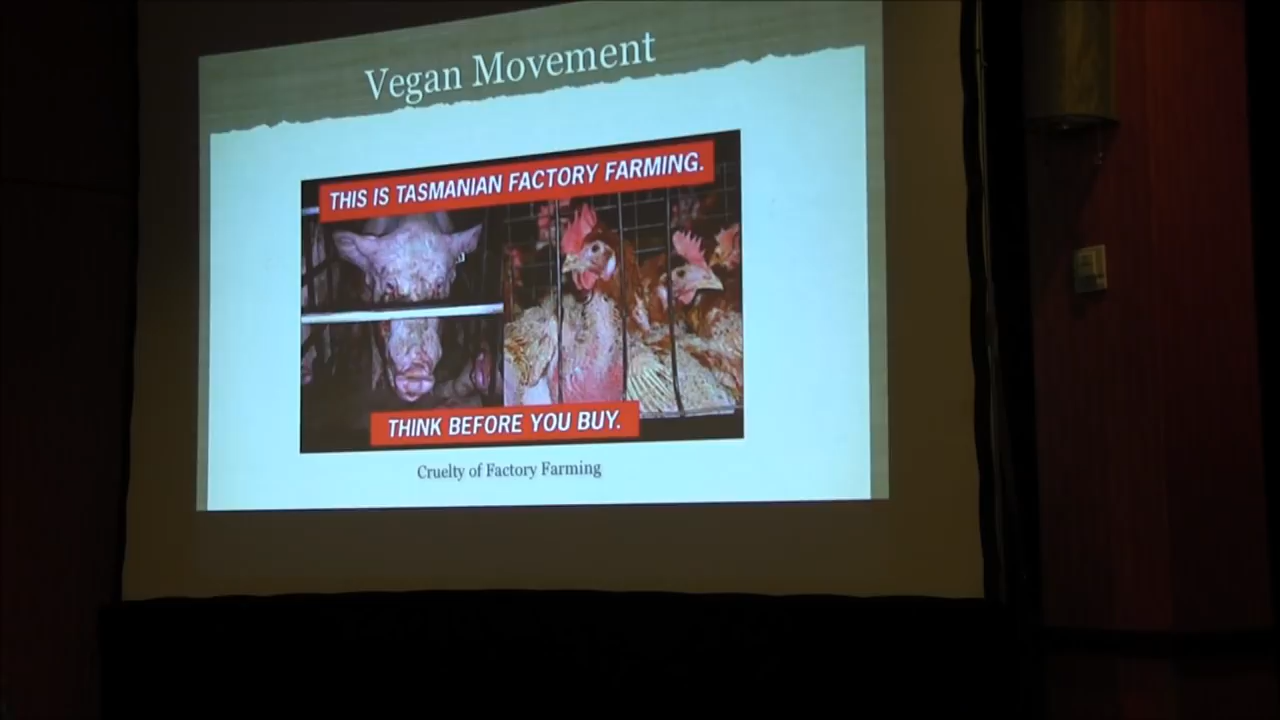 Vegan Movement
THIS IS TASMANIAN FACTORY FARMING.
THINK BEFORE YOU BUY.
Cruelty of Factory Farming